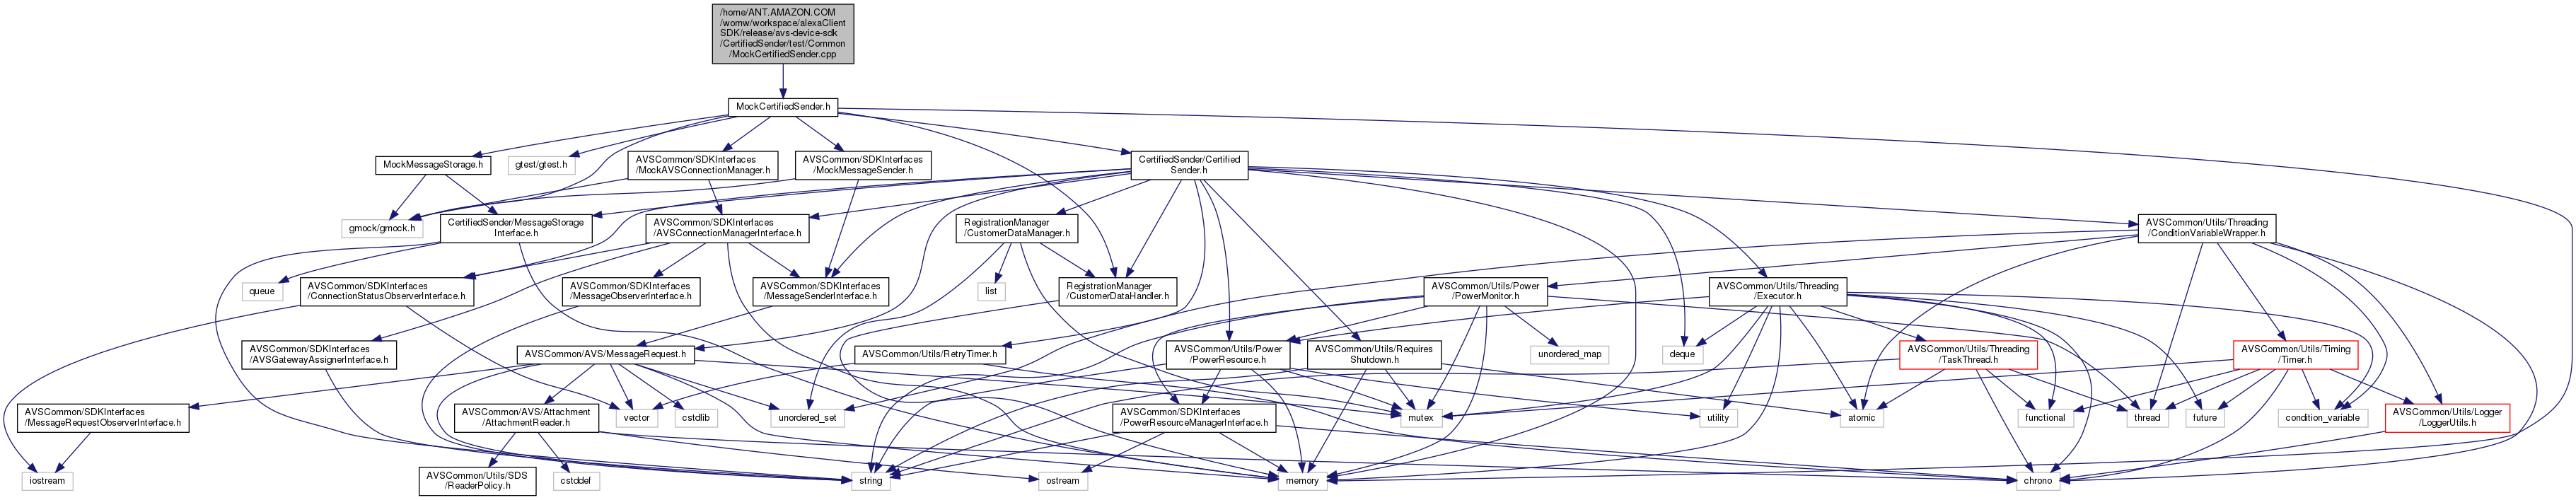 /home/ANT.AMAZON.COM
/womw/workspace/alexaClient
SDK/release/avs-device-sdk
/CertifiedSender/test/Common
/MockCertifiedSender.cpp
MockCertifiedSender.h
MockMessageStorage.h
gtest/gtest.h
AVSCommon/SDKInterfaces
/MockAVSConnectionManager.h
AVSCommon/SDKInterfaces
/MockMessageSender.h
CertifiedSender/Certified
Sender.h
gmock/gmock.h
CertifiedSender/MessageStorage
Interface.h
AVSCommon/SDKInterfaces
/AVSConnectionManagerInterface.h
RegistrationManager
/CustomerDataManager.h
AVSCommon/Utils/Threading
/ConditionVariableWrapper.h
queue
AVSCommon/SDKInterfaces
/ConnectionStatusObserverInterface.h
AVSCommon/SDKInterfaces
/MessageObserverInterface.h
AVSCommon/SDKInterfaces
/MessageSenderInterface.h
list
RegistrationManager
/CustomerDataHandler.h
AVSCommon/Utils/Power
/PowerMonitor.h
AVSCommon/Utils/Threading
/Executor.h
AVSCommon/SDKInterfaces
/AVSGatewayAssignerInterface.h
AVSCommon/AVS/MessageRequest.h
AVSCommon/Utils/RetryTimer.h
AVSCommon/Utils/Power
/PowerResource.h
AVSCommon/Utils/Requires
Shutdown.h
unordered_map
deque
AVSCommon/Utils/Threading
/TaskThread.h
AVSCommon/Utils/Timing
/Timer.h
AVSCommon/SDKInterfaces
/MessageRequestObserverInterface.h
AVSCommon/AVS/Attachment
/AttachmentReader.h
vector
cstdlib
unordered_set
AVSCommon/SDKInterfaces
/PowerResourceManagerInterface.h
mutex
utility
atomic
functional
thread
future
condition_variable
AVSCommon/Utils/Logger
/LoggerUtils.h
iostream
AVSCommon/Utils/SDS
/ReaderPolicy.h
cstddef
string
ostream
memory
chrono